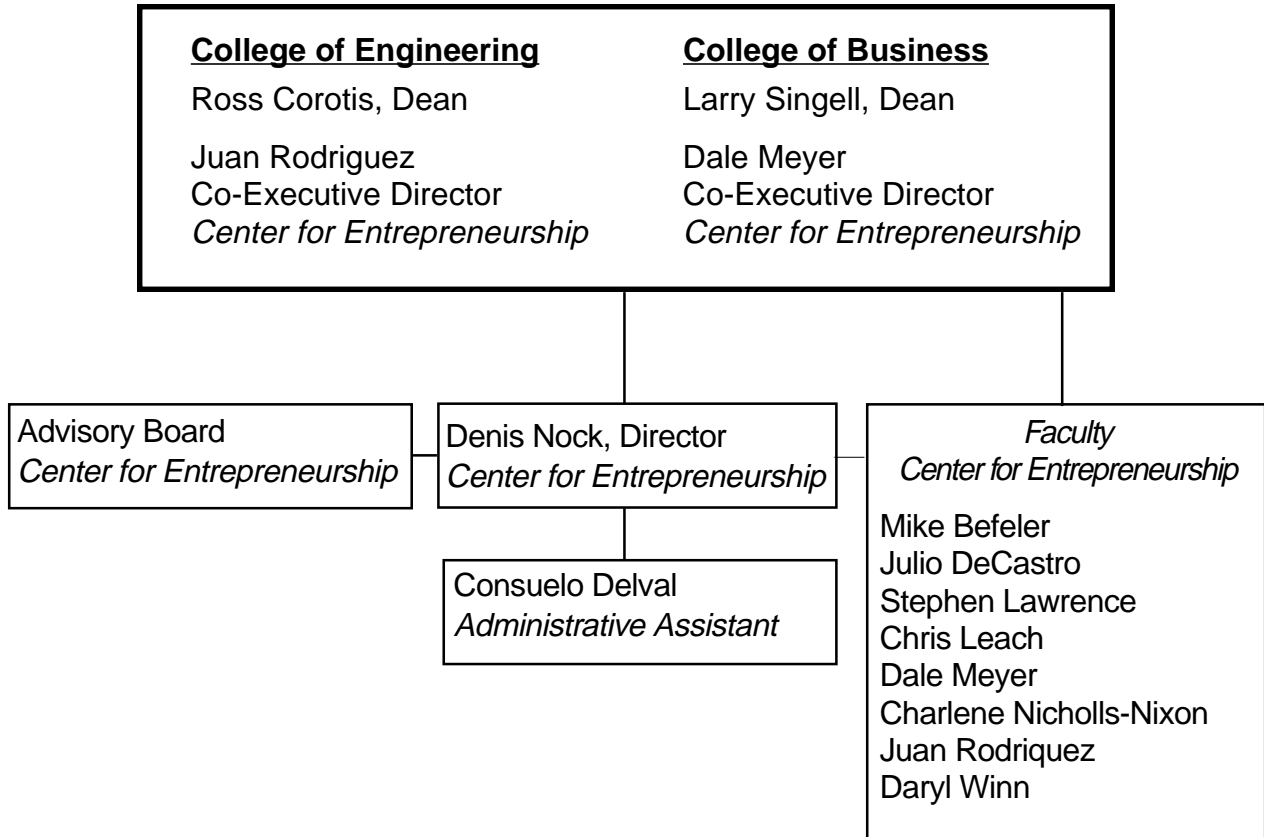 College of Engineering
Ross Corotis, Dean
Juan Rodriguez
Co-Executive Director
Center for Entrepreneurship
College of Business
Larry Singell, Dean
Dale Meyer
Co-Executive Director
Center for Entrepreneurship
Advisory Board
Center for Entrepreneurship
Denis Nock, Director
Center for Entrepreneurship
Consuelo Delval
Administrative Assistant
Faculty
Center for Entrepreneurship
Mike Befeler
Julio DeCastro
Stephen Lawrence
Chris Leach
Dale Meyer
Charlene Nicholls-Nixon
Juan Rodriquez
Daryl Winn